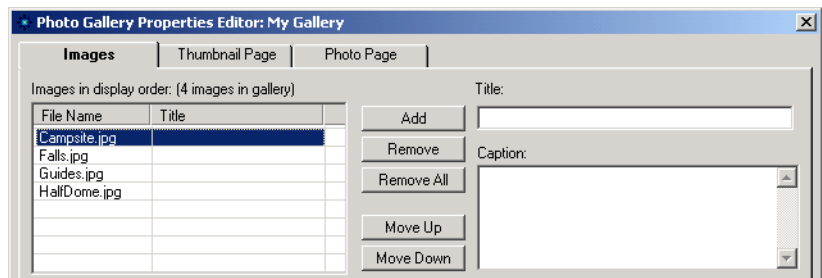 Photo Gallery Properties Editor: My Gallery
Images Thumbnail Page Photo Page
Images in display order: (4 images in gallery)
File Name Title
Campsite.jpg
Falls.jpg
Guides.jpg
HalfDome.jpg
Add
Remove
Remove All
Move Up
Move Down
Title:
Caption: